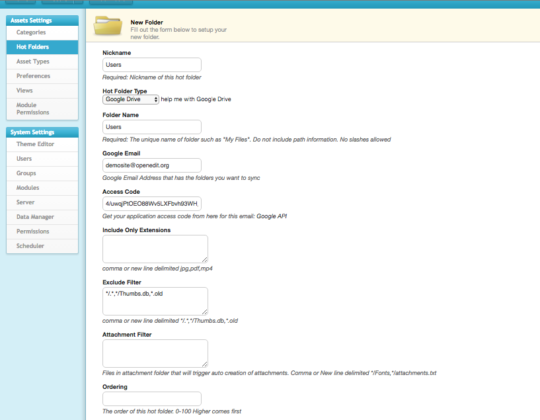 Assets Settings
Categories
Hot Folders
Asset Types
Preferences
Views
Module
Permissions
System Settings
Theme Editor
Users
Groups
Modules
Server
Data Manager
Permissions
Scheduler
New Folder
Fill out the form below to setup your
new folder.
Nickname
Users
Required: Nickname of this hot folder
Hot Folder Type
Google Drive help me with Google Drive
Folder Name
Users
Required: The unique name of folder such as "My Files". Do not include path information. No slashes allowed
Google Email
demosite@openedit.org
Google Email Address that has the folders you want to sync
Access Code
Get your application access code from here for this email: Google API
Include Only Extensions
comma or new line delimited jpg,pdf,mp4
Exclude Filter
*/.*,*/Thumbs.db,*.old
comma or new line delimited */.*,*/Thumbs.db,*.old
Attachment Filter
Files in attachment folder that will trigger auto creation of attachments. Comma or New line delimited */Fonts,*/attachments.txt
Ordering
The order of this hot folder. 0-100 Higher comes first